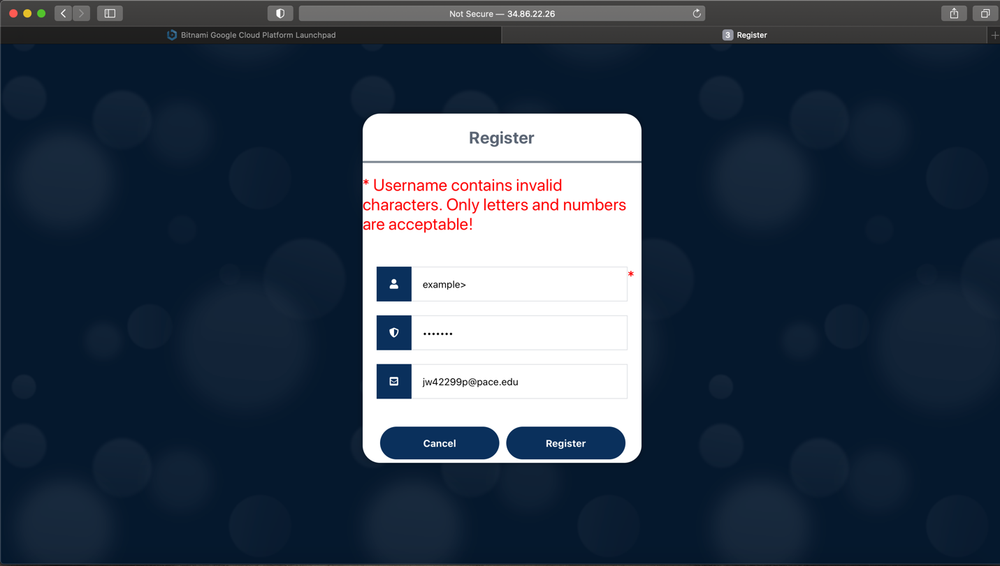 Not Secure — 34.86.22.26
Bitnami Google Cloud Platform Launchpad
3 Register
Register
* Username contains invalid
characters. Only letters and numbers
are acceptable!
example> *
•••••••
jw42299p@pace.edu
Cancel Register